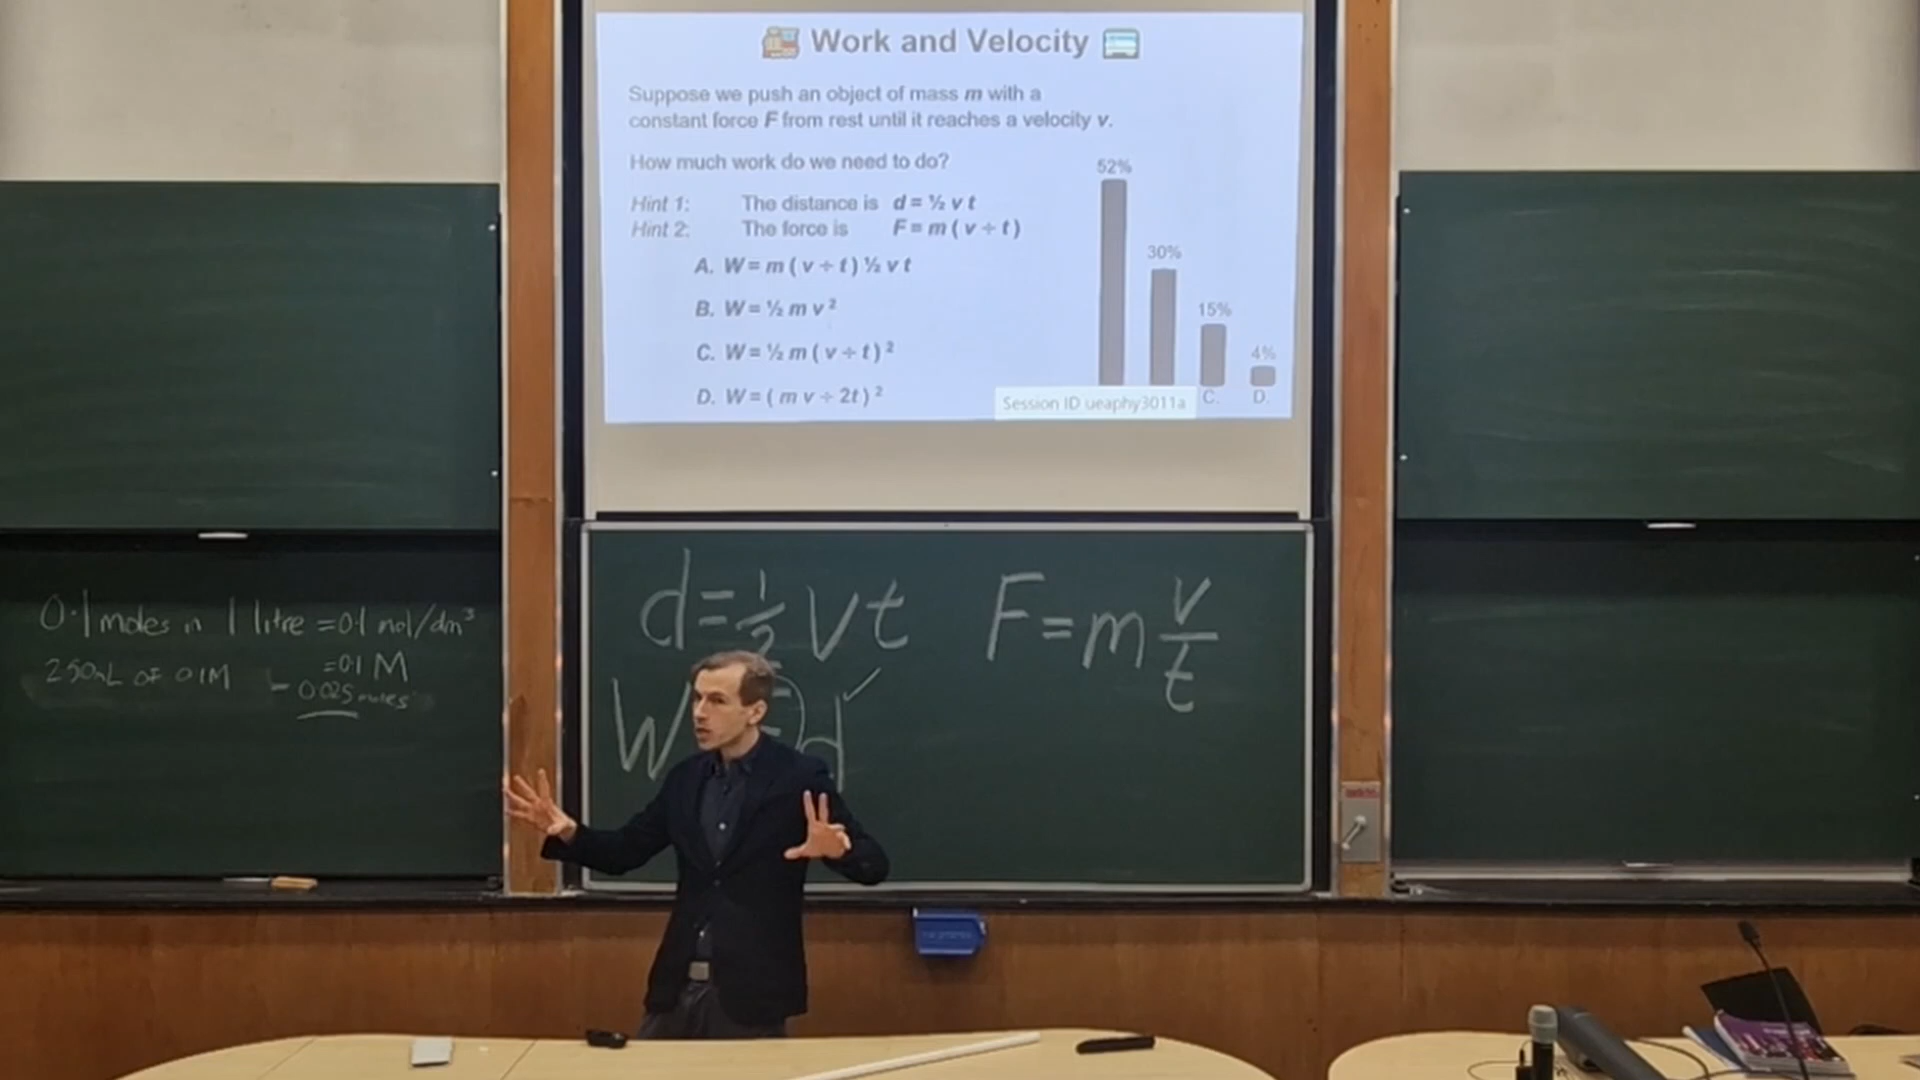 Work and Velocity
Suppose we push an object of mass m with a
constant force F from rest until it reaches a velocity v.
How much work do we need to do?
Hint 1: The distance is d = ½ v t
Hint 2: The force is F = m ( v ÷ t )
A. W = m ( v ÷ t ) ½ v t
B. W = ½ m v ²
C. W = ½ m ( v ÷ t ) ²
D. W = ( m v ÷ 2t ) ²
52%
30%
15%
4%
Session ID ueaphy3011a
C. D.
d = ½ v t F = m v/t
W d ✓
0.1 moles in 1 litre = 0.1 mol/dm³
= 0.1 M
250mL OF 0.1M
- 0.025 moles